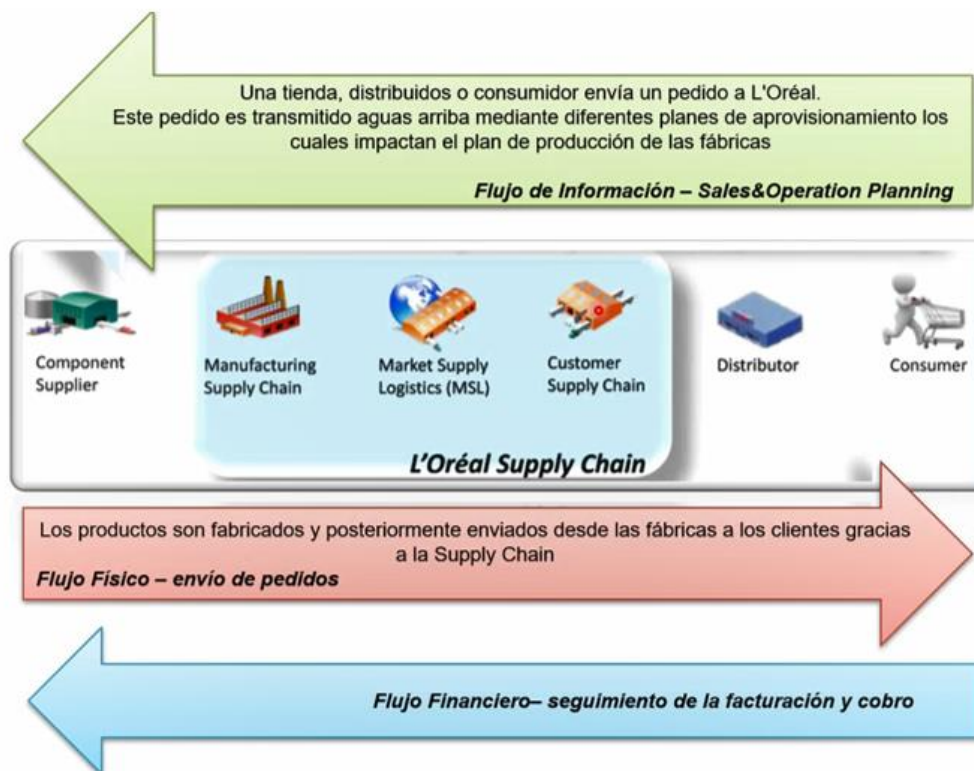 Una tienda, distribuidos o consumidor envía un pedido a L'Oréal.
Este pedido es transmitido aguas arriba mediante diferentes planes de aprovisionamiento los
cuales impactan el plan de producción de las fábricas
Flujo de Información – Sales&Operation Planning
Component
Supplier
Manufacturing
Supply Chain
Market Supply
Logistics (MSL)
Customer
Supply Chain
Distributor
Consumer
L'Oréal Supply Chain
Los productos son fabricados y posteriormente enviados desde las fábricas a los clientes gracias
a la Supply Chain
Flujo Físico – envío de pedidos
Flujo Financiero– seguimiento de la facturación y cobro